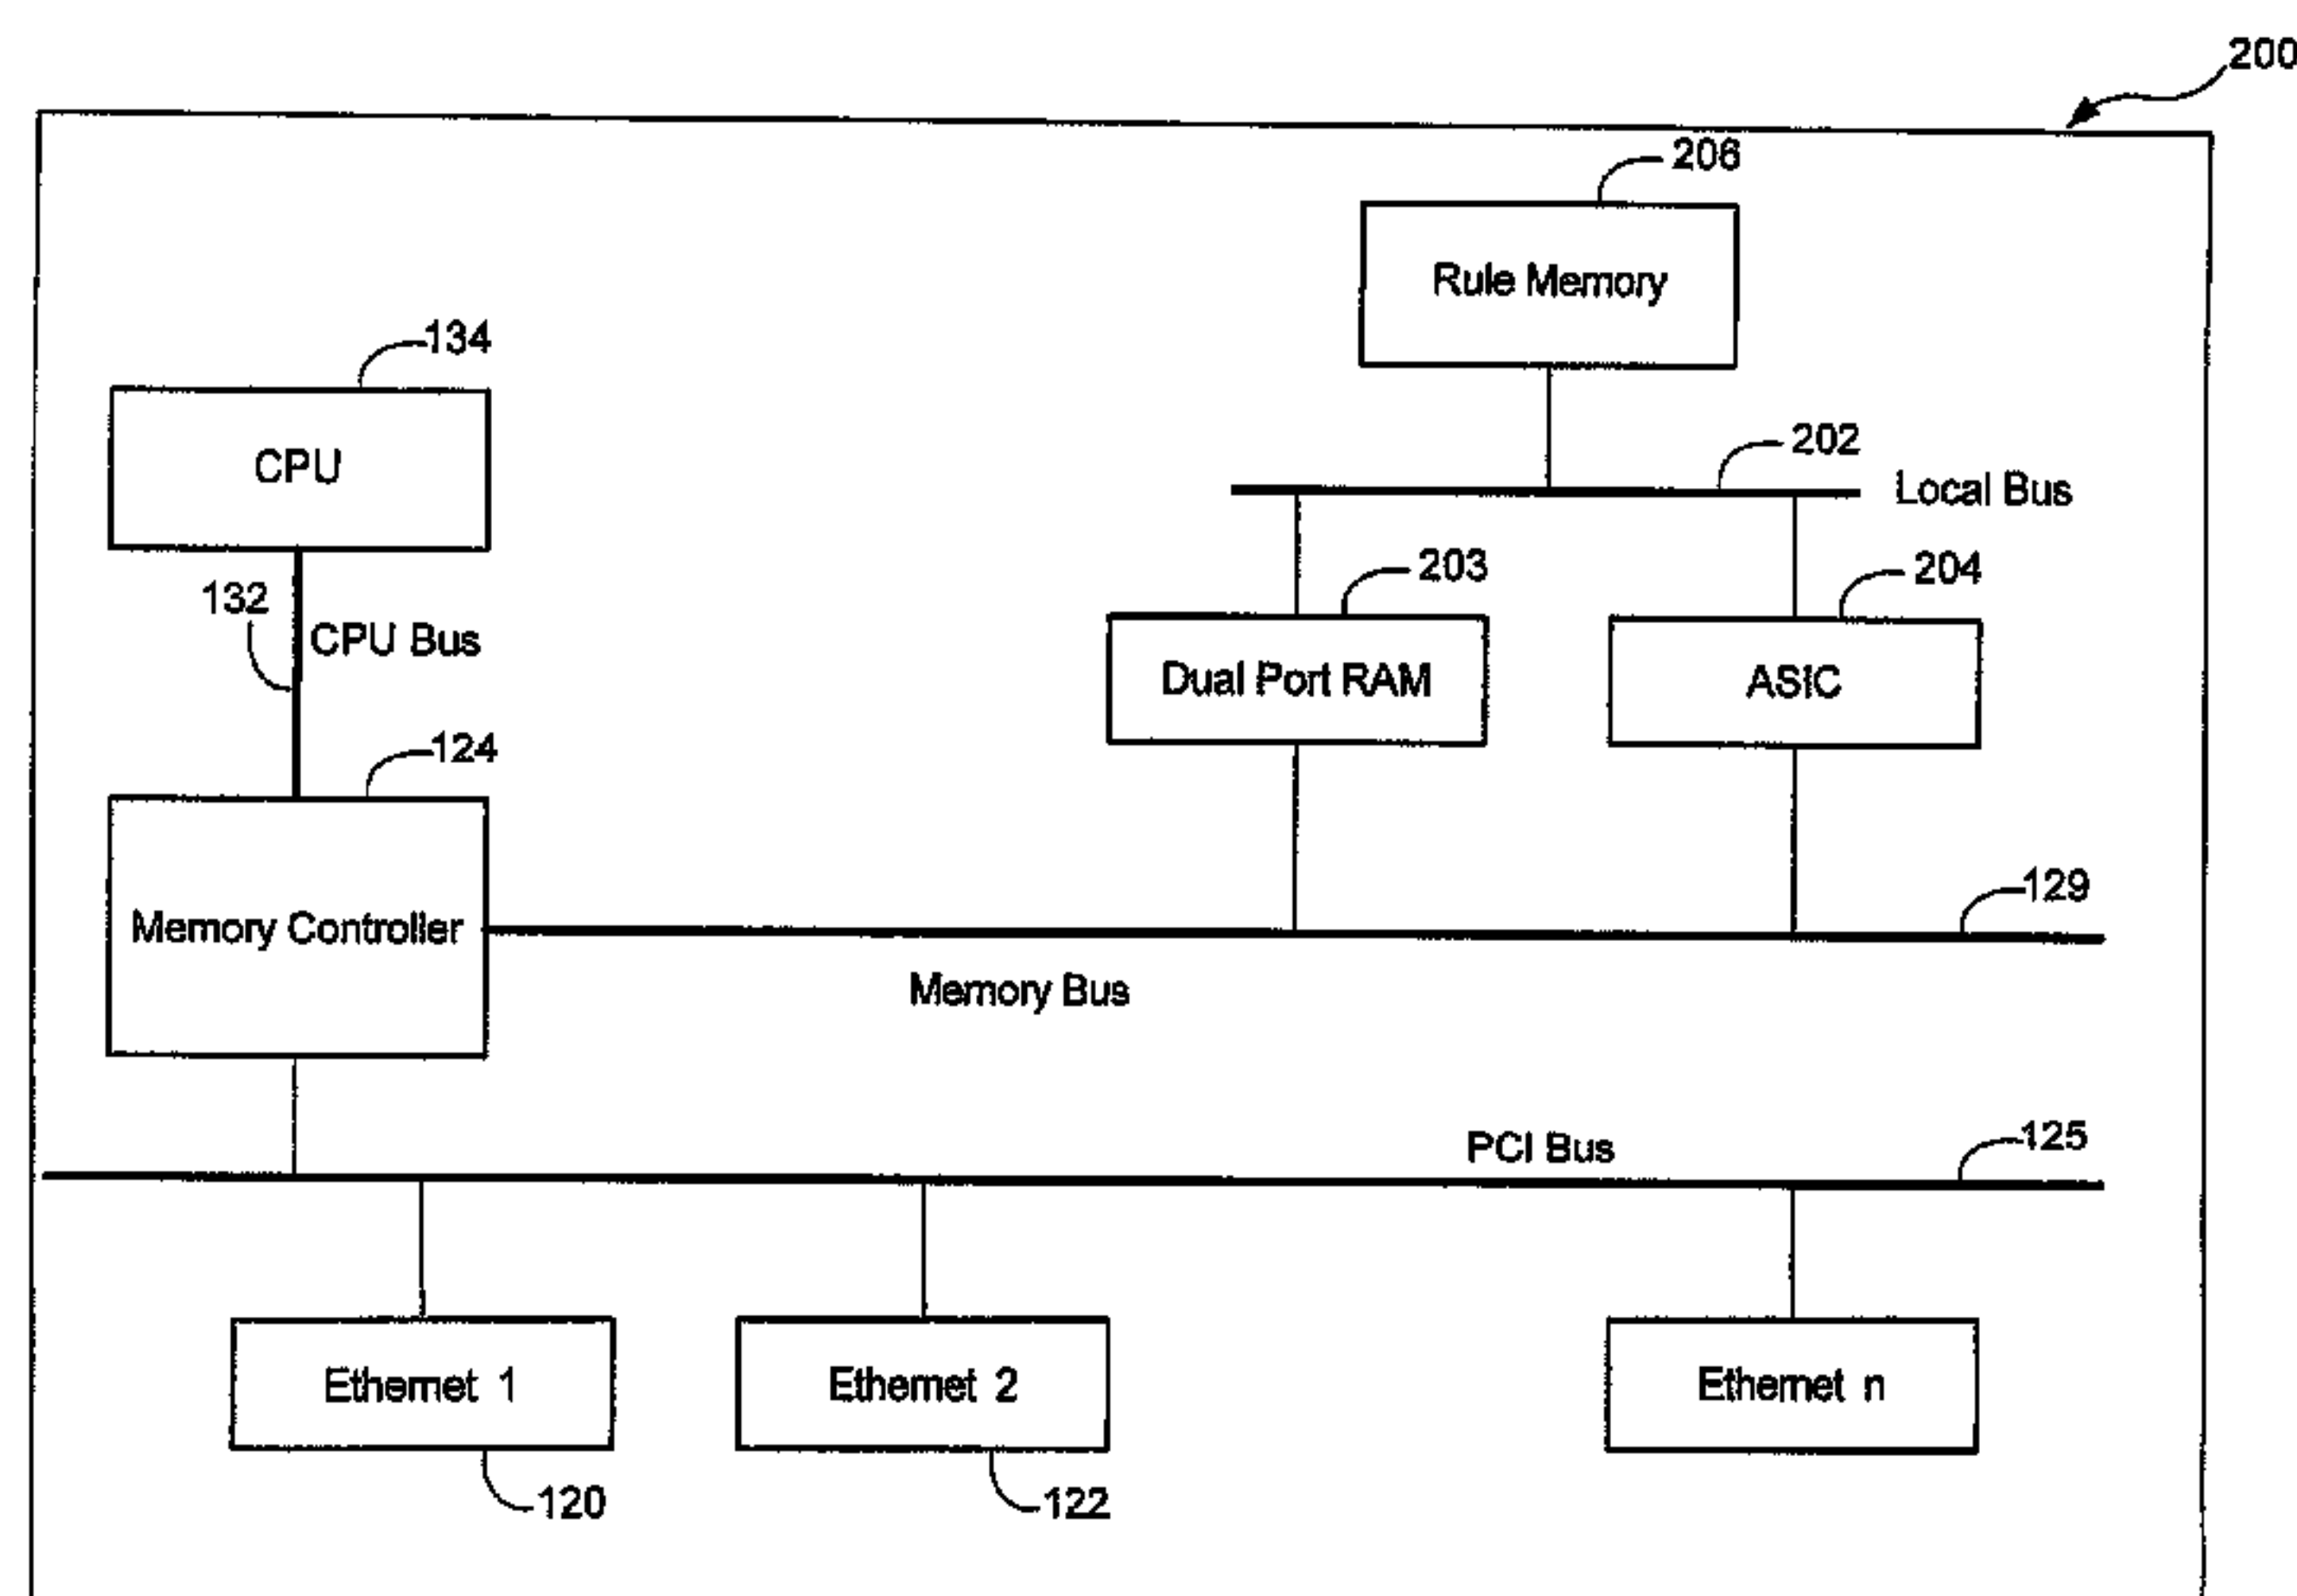 200
206
Rule Memory
134
CPU
202
Local Bus
132
CPU Bus
203
204
Dual Port RAM
ASIC
124
Memory Controller
129
Memory Bus
PCI Bus
125
Ethernet 1
Ethernet 2
Ethernet n
120
122